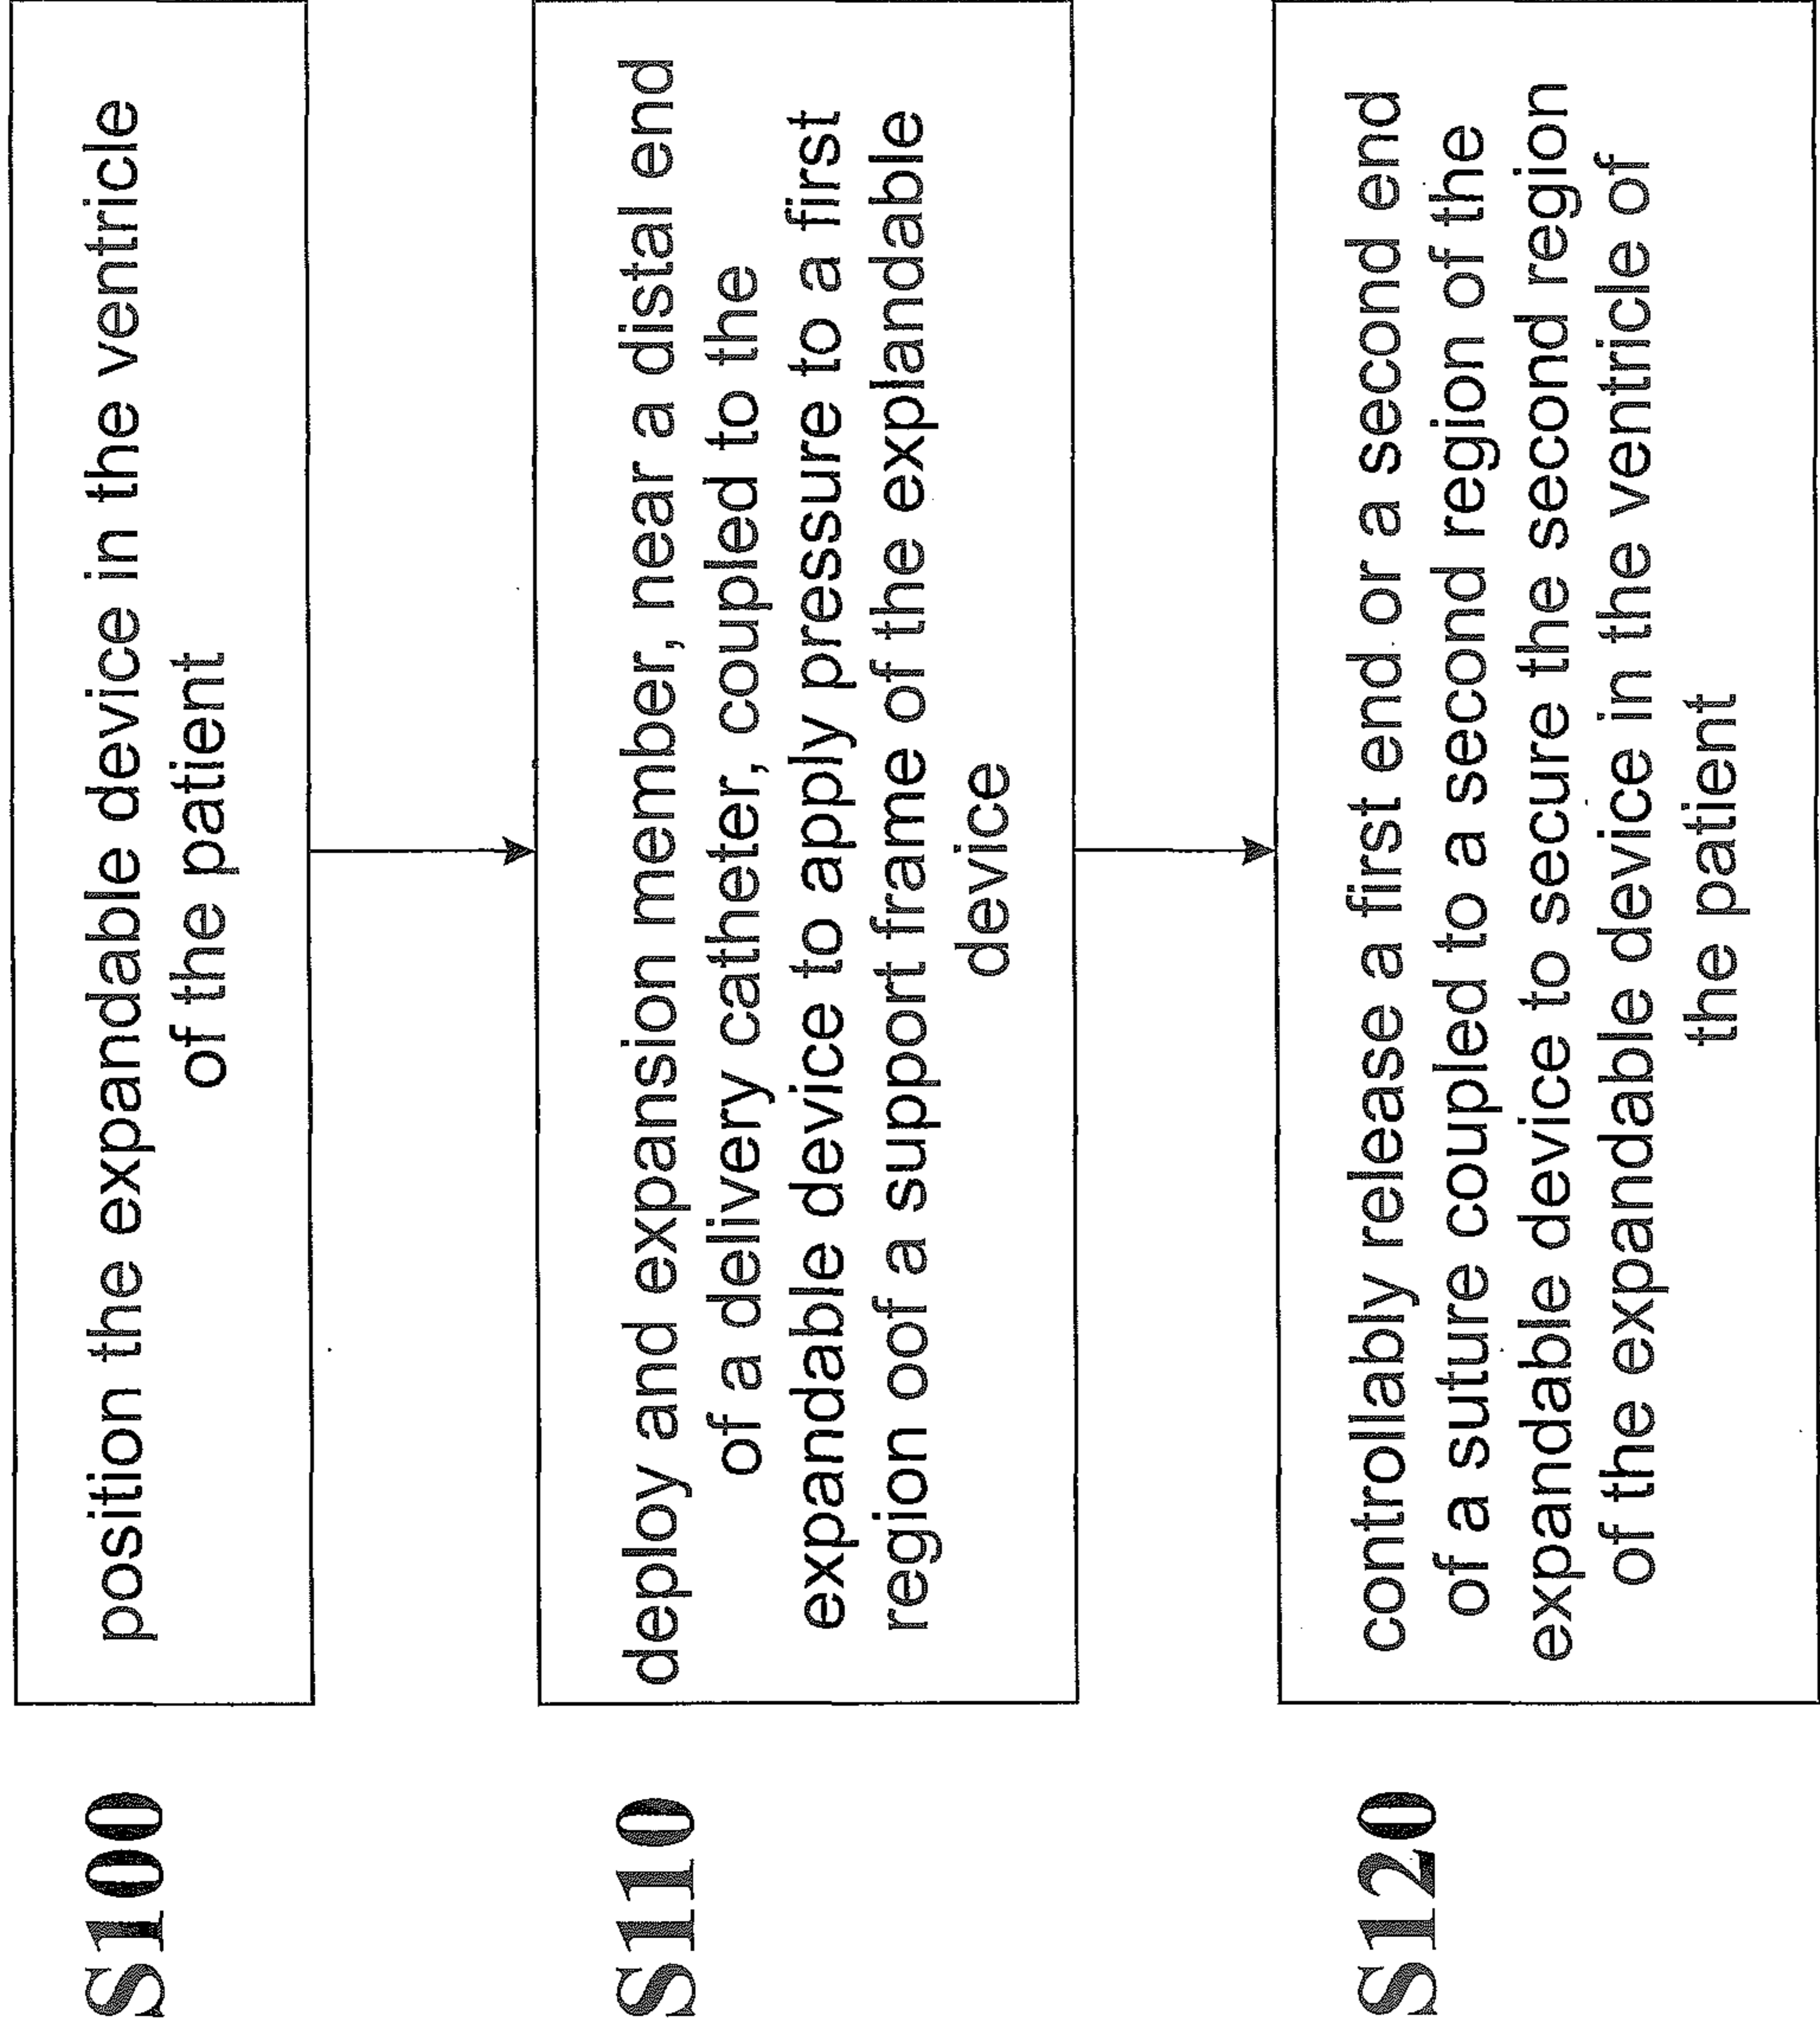 S100
position the expandable device in the ventricle
of the patient
S110
deploy and expansion member, near a distal end
of a delivery catheter, coupled to the
expandable device to apply pressure to a first
region oof a support frame of the explandable
device
S120
controllably release a first end or a second end
of a suture coupled to a second region of the
expandable device to secure the second region
of the expandable device in the ventricle of
the patient